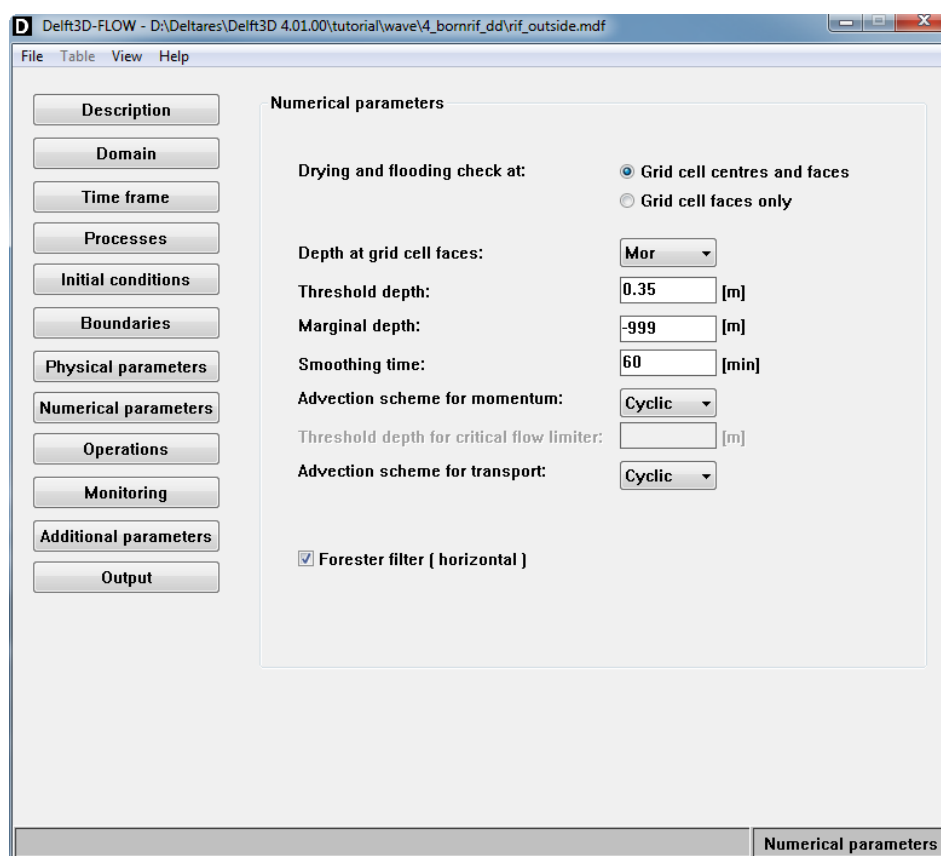 D Delft3D-FLOW - D:\Deltares\Delft3D 4.01.00\tutorial\wave\4_bornrif_dd\rif_outside.mdf
File Table View Help
Description
Domain
Time frame
Processes
Initial conditions
Boundaries
Physical parameters
Numerical parameters
Operations
Monitoring
Additional parameters
Output
Numerical parameters
Drying and flooding check at:
Grid cell centres and faces
Grid cell faces only
Depth at grid cell faces: Mor
Threshold depth: 0.35 [m]
Marginal depth: -999 [m]
Smoothing time: 60 [min]
Advection scheme for momentum: Cyclic
Threshold depth for critical flow limiter: [m]
Advection scheme for transport: Cyclic
Forester filter ( horizontal )
Numerical parameters